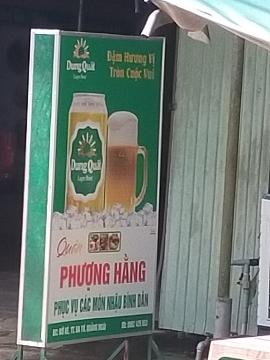 Dung Quất
Lager Beer
Đậm Hương Vị
Tròn Cuộc Vui
Dung Quất
Lager Beer
Quán
PHƯỢNG HẰNG
PHỤC VỤ CÁC MÓN NHẬU BÌNH DÂN